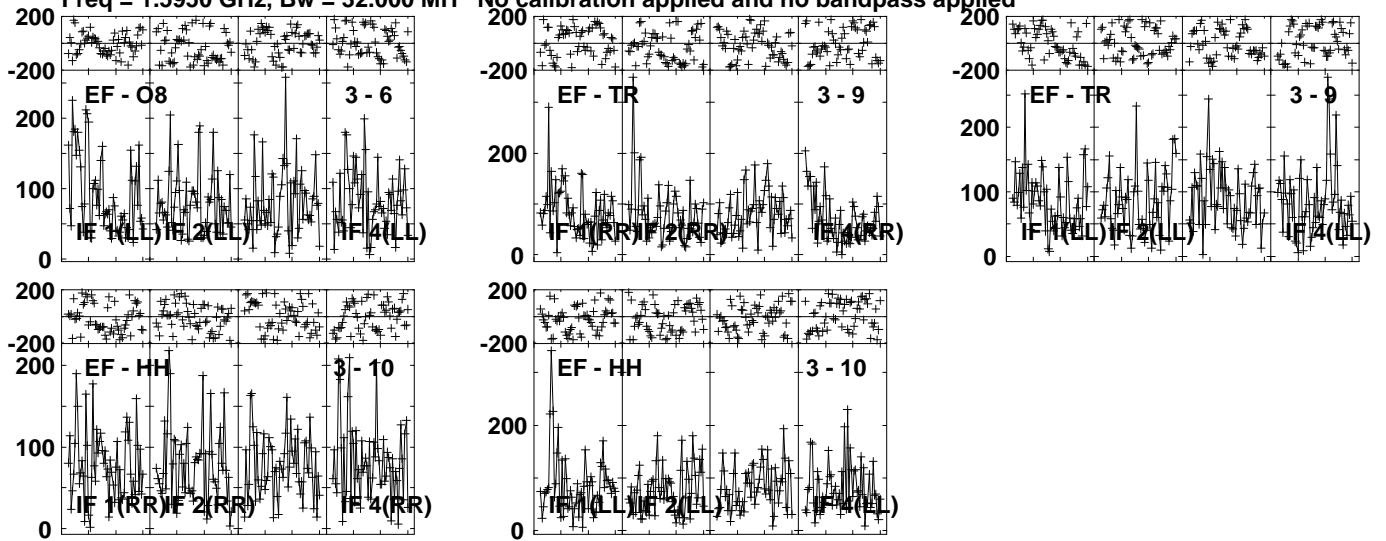 Freq = 1.5950 GHz, Bw = 32.000 MH No calibration applied and no bandpass applied
200
-200
EF - O8 3 - 6
200
100
0
IF 1(LL) IF 2(LL) IF 4(LL)
200
-200
EF - TR 3 - 9
200
0
IF 1(RR) IF 2(RR) IF 4(RR)
200
-200
EF - TR 3 - 9
200
100
0
IF 1(LL) IF 2(LL) IF 4(LL)
200
-200
EF - HH 3 - 10
200
100
0
IF 1(RR) IF 2(RR) IF 4(RR)
200
-200
EF - HH 3 - 10
200
0
IF 1(LL) IF 2(LL) IF 4(LL)